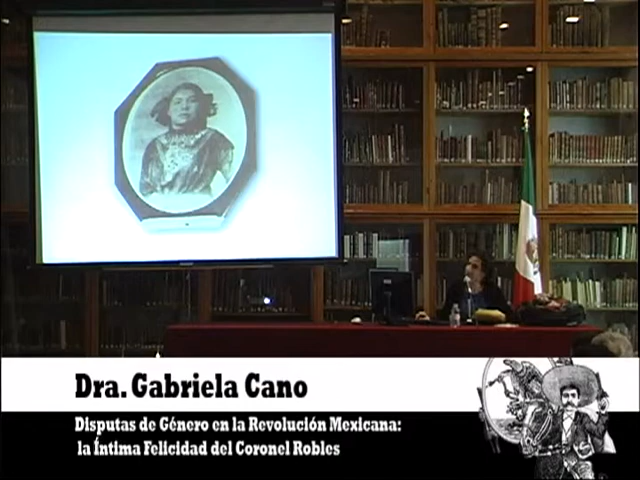 Dra. Gabriela Cano
Disputas de Género en la Revolución Mexicana:
la Íntima Felicidad del Coronel Robles